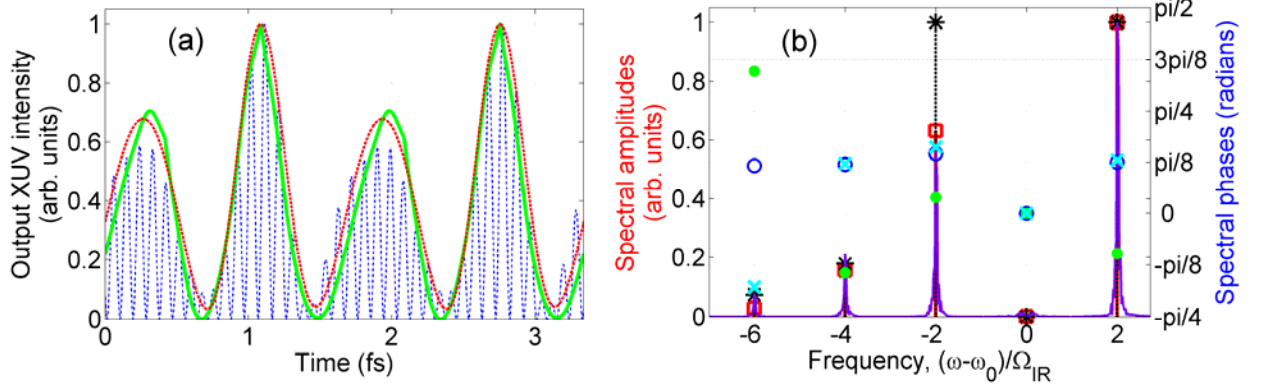 (a)
Output XUV intensity
(arb. units)
1
0.8
0.6
0.4
0.2
0
0 1 2 3
Time (fs)
(b)
Spectral amplitudes
(arb. units)
1
0.8
0.6
0.4
0.2
0
-6 -4 -2 0 2
Frequency, (ω-ω0)/ΩIR
pi/2
3pi/8
pi/4
pi/8
0
-pi/8
-pi/4
Spectral phases (radians)